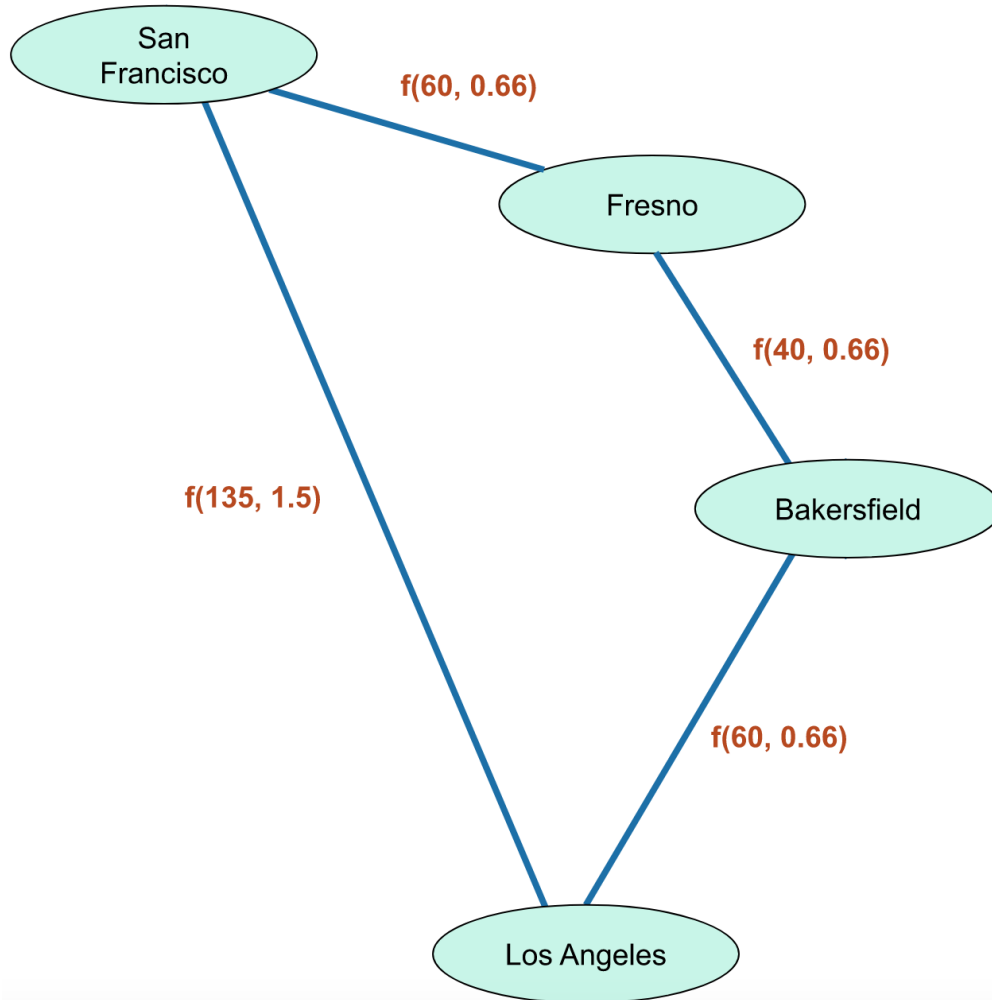 San
Francisco
f(60, 0.66)
Fresno
f(40, 0.66)
f(135, 1.5)
Bakersfield
f(60, 0.66)
Los Angeles